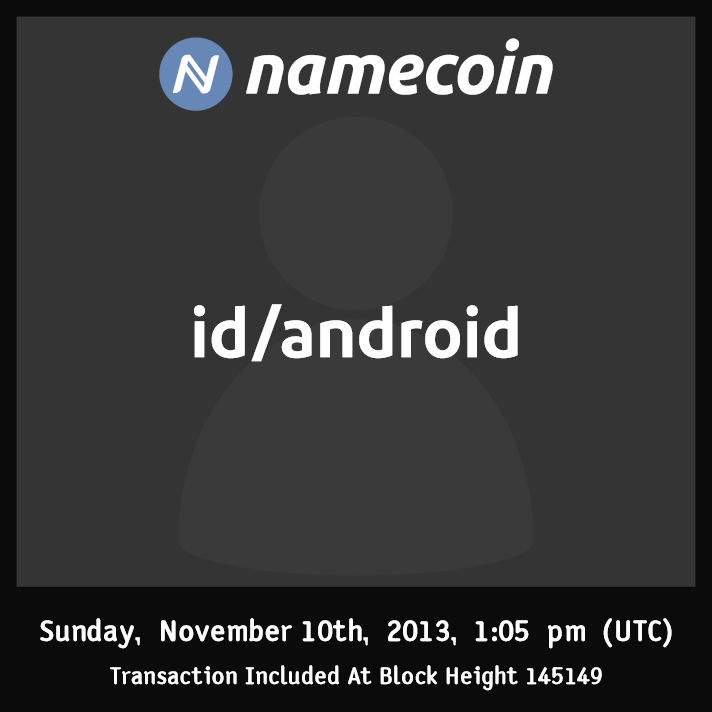 namecoin
id/android
Sunday, November 10th, 2013, 1:05 pm (UTC)
Transaction Included At Block Height 145149